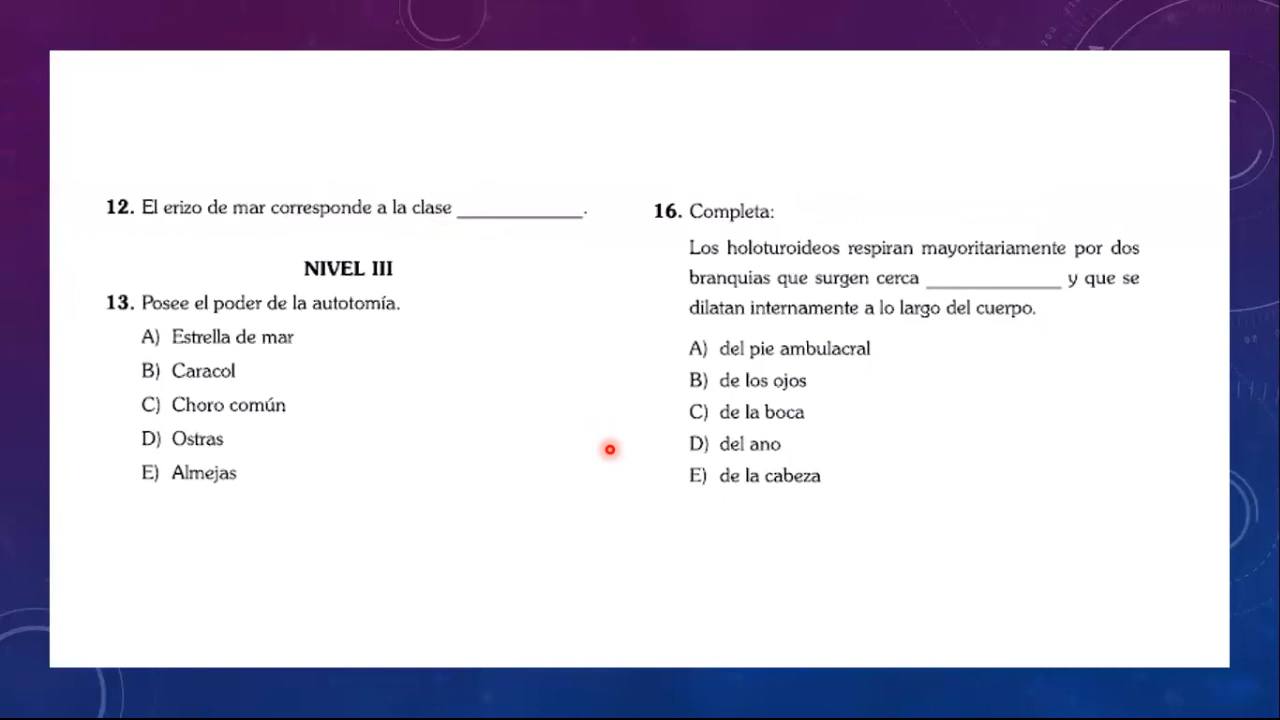 12. El erizo de mar corresponde a la clase ____________.
NIVEL III
13. Posee el poder de la autotomía.
A) Estrella de mar
B) Caracol
C) Choro común
D) Ostras
E) Almejas
16. Completa:
Los holoturoideos respiran mayoritariamente por dos
branquias que surgen cerca _____________ y que se
dilatan internamente a lo largo del cuerpo.
A) del pie ambulacral
B) de los ojos
C) de la boca
D) del ano
E) de la cabeza